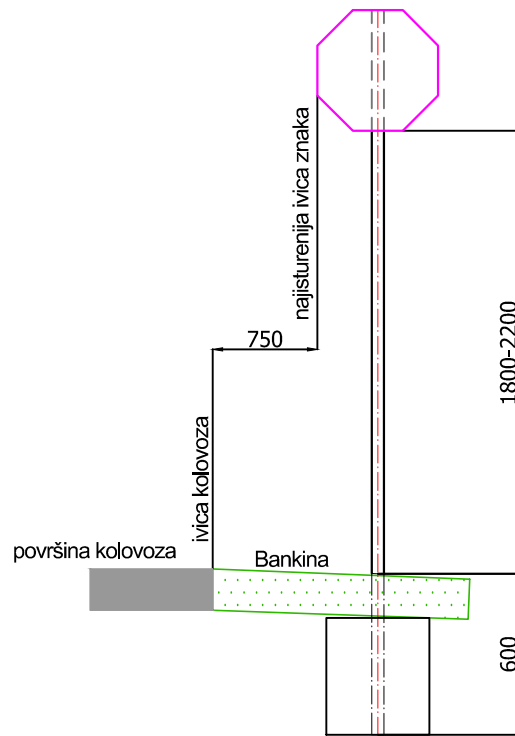 najisturenija ivica znaka
750
1800-2200
ivica kolovoza
površina kolovoza
Bankina
600